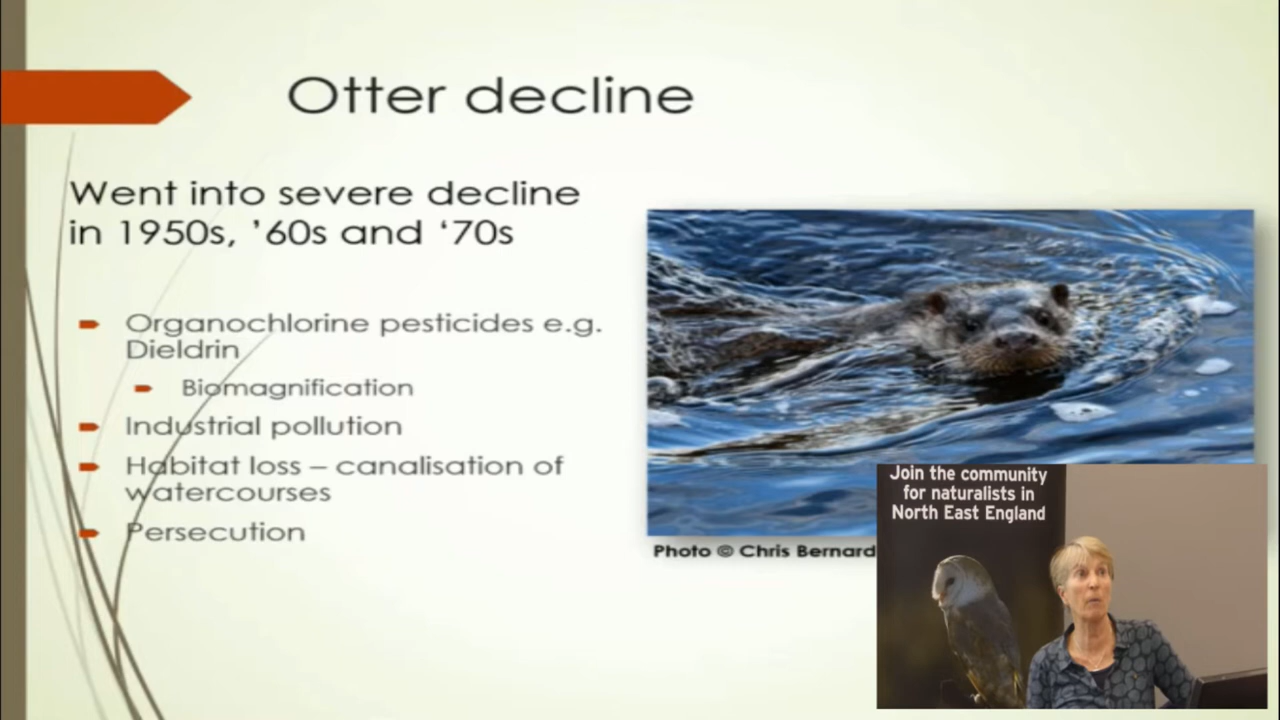 Otter decline
Went into severe decline
in 1950s, ’60s and ‘70s
Organochlorine pesticides e.g.
Dieldrin
Biomagnification
Industrial pollution
Habitat loss – canalisation of
watercourses
Persecution
Photo © Chris Bernard
Join the community
for naturalists in
North East England